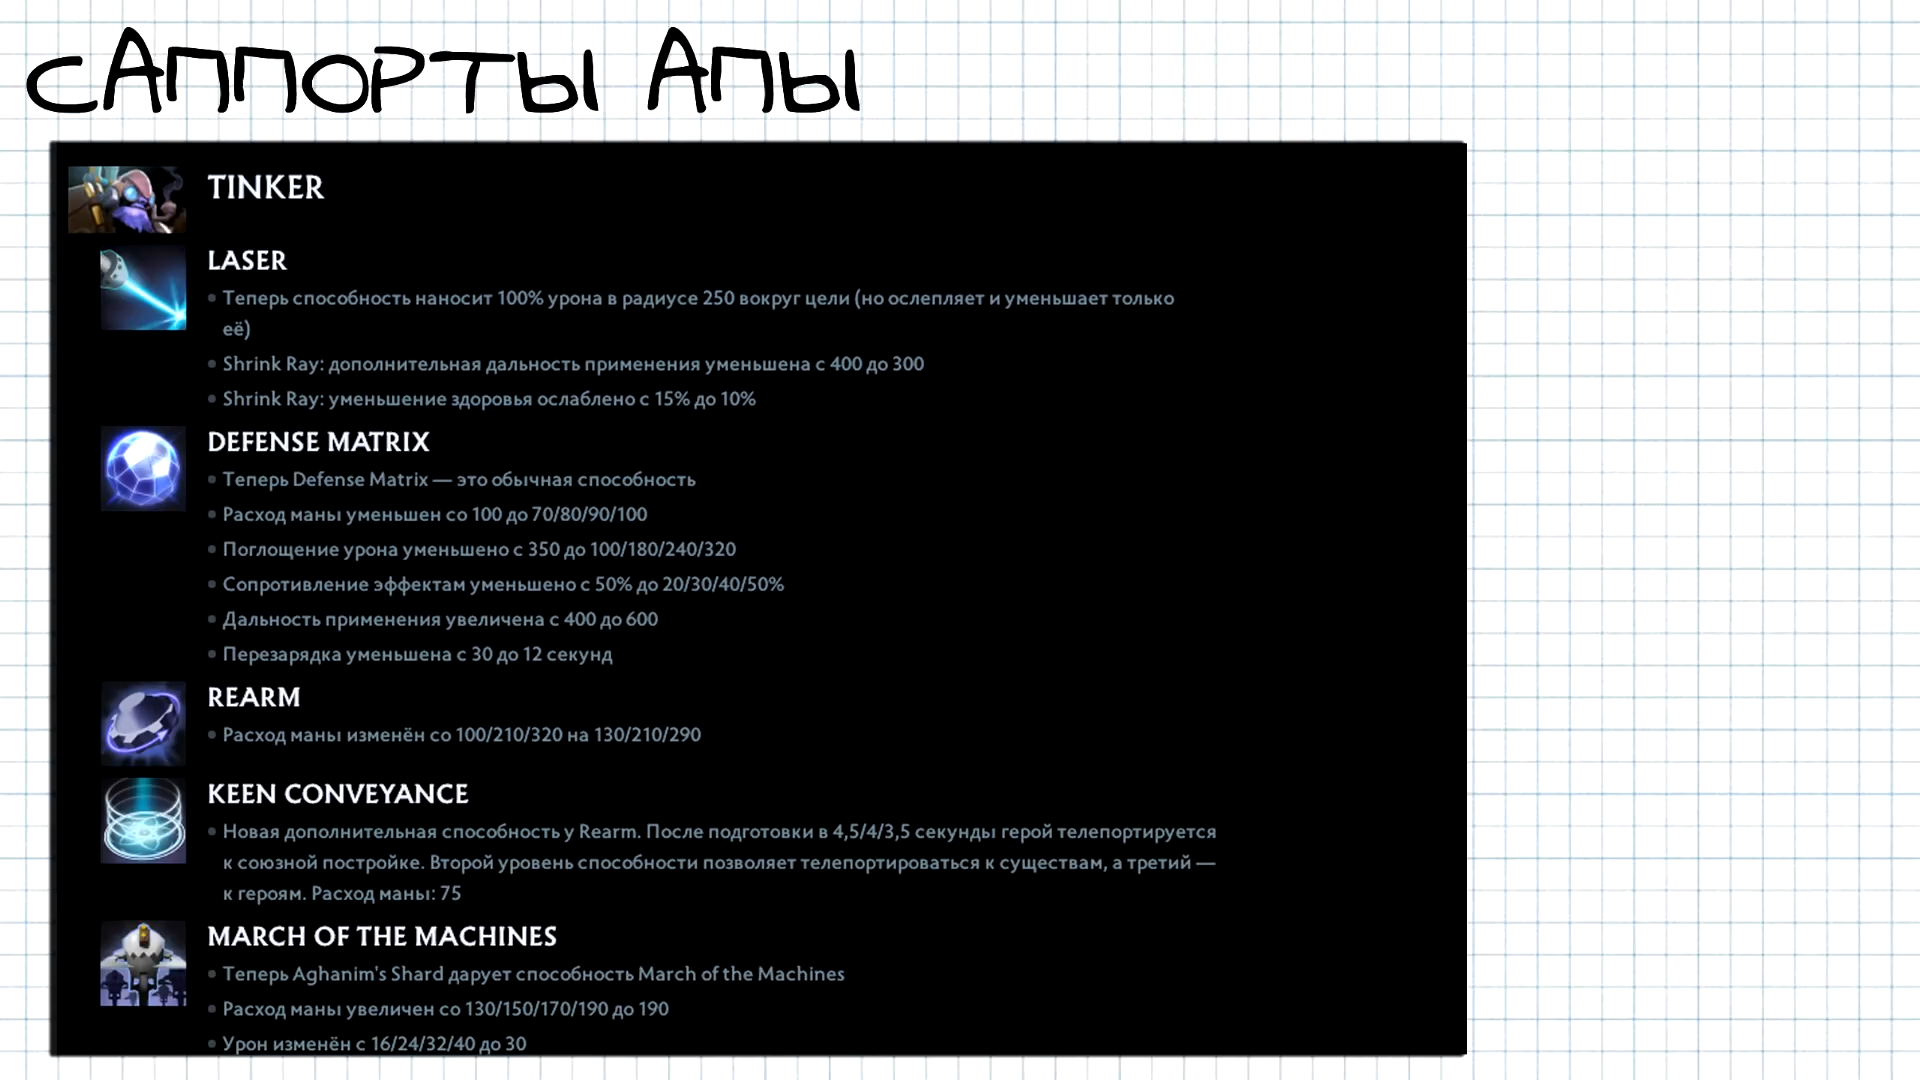 сАППОРТЫ АПЫ
TINKER
LASER
Теперь способность наносит 100% урона в радиусе 250 вокруг цели (но ослепляет и уменьшает только
её)
Shrink Ray: дополнительная дальность применения уменьшена с 400 до 300
Shrink Ray: уменьшение здоровья ослаблено с 15% до 10%
DEFENSE MATRIX
Теперь Defense Matrix — это обычная способность
Расход маны уменьшен со 100 до 70/80/90/100
Поглощение урона уменьшено с 350 до 100/180/240/320
Сопротивление эффектам уменьшено с 50% до 20/30/40/50%
Дальность применения увеличена с 400 до 600
Перезарядка уменьшена с 30 до 12 секунд
REARM
Расход маны изменён со 100/210/320 на 130/210/290
KEEN CONVEYANCE
Новая дополнительная способность у Rearm. После подготовки в 4,5/4/3,5 секунды герой телепортируется
к союзной постройке. Второй уровень способности позволяет телепортироваться к существам, а третий —
к героям. Расход маны: 75
MARCH OF THE MACHINES
Теперь Aghanim's Shard дарует способность March of the Machines
Расход маны увеличен со 130/150/170/190 до 190
Урон изменён с 16/24/32/40 до 30